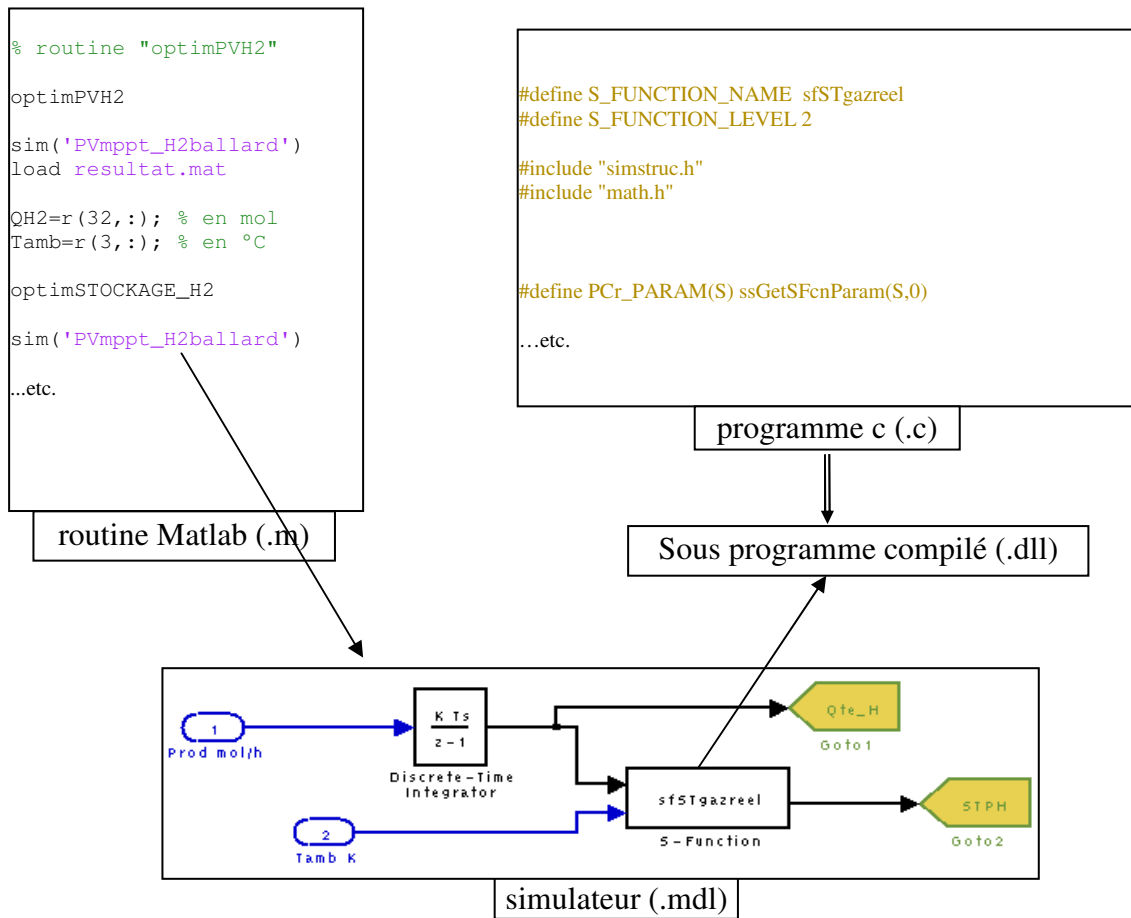 % routine "optimPVH2"
optimPVH2
sim('PVmppt_H2ballard')
load resultat.mat
QH2=r(32,:); % en mol
Tamb=r(3,:); % en °C
optimSTOCKAGE_H2
sim('PVmppt_H2ballard')
...etc.
routine Matlab (.m)
#define S_FUNCTION_NAME  sfSTgazreel
#define S_FUNCTION_LEVEL 2
#include "simstruc.h"
#include "math.h"
#define PCr_PARAM(S) ssGetSFcnParam(S,0)
…etc.
programme c (.c)
Sous programme compilé (.dll)
1
Prod mol/h
K Ts
z-1
Discrete-Time
Integrator
Qte_H
Goto1
2
Tamb K
sfSTgazreel
S-Function
STPH
Goto2
simulateur (.mdl)